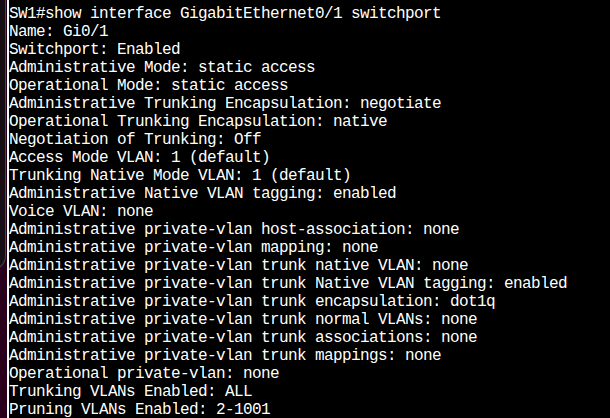 SW1#show interface GigabitEthernet0/1 switchport
Name: Gi0/1
Switchport: Enabled
Administrative Mode: static access
Operational Mode: static access
Administrative Trunking Encapsulation: negotiate
Operational Trunking Encapsulation: native
Negotiation of Trunking: Off
Access Mode VLAN: 1 (default)
Trunking Native Mode VLAN: 1 (default)
Administrative Native VLAN tagging: enabled
Voice VLAN: none
Administrative private-vlan host-association: none
Administrative private-vlan mapping: none
Administrative private-vlan trunk native VLAN: none
Administrative private-vlan trunk Native VLAN tagging: enabled
Administrative private-vlan trunk encapsulation: dot1q
Administrative private-vlan trunk normal VLANs: none
Administrative private-vlan trunk associations: none
Administrative private-vlan trunk mappings: none
Operational private-vlan: none
Trunking VLANs Enabled: ALL
Pruning VLANs Enabled: 2-1001